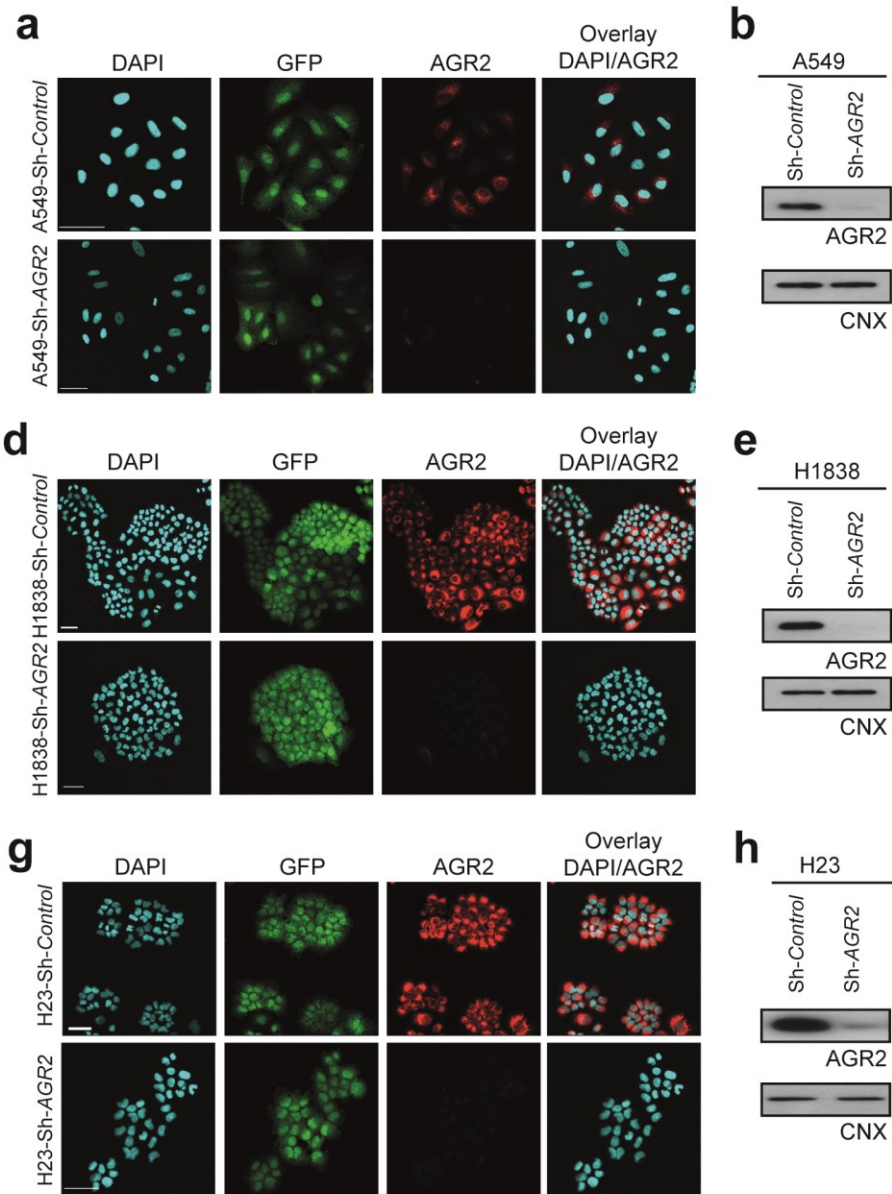 a
DAPI
GFP
AGR2
Overlay
DAPI/AGR2
A549-Sh-Control
A549-Sh-AGR2
b
A549
Sh-Control
Sh-AGR2
AGR2
CNX
d
DAPI
GFP
AGR2
Overlay
DAPI/AGR2
H1838-Sh-Control
H1838-Sh-AGR2
e
H1838
Sh-Control
Sh-AGR2
AGR2
CNX
g
DAPI
GFP
AGR2
Overlay
DAPI/AGR2
H23-Sh-Control
H23-Sh-AGR2
h
H23
Sh-Control
Sh-AGR2
AGR2
CNX